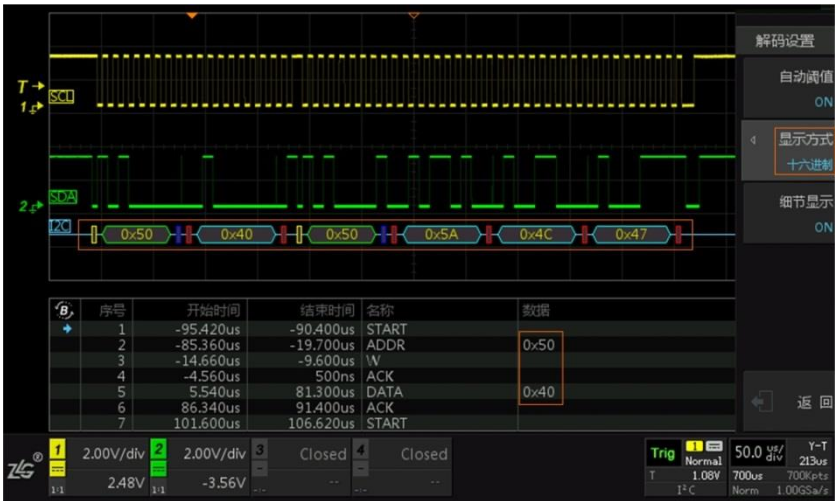 解码设置
自动阈值
ON
显示方式
十六进制
细节显示
ON
返 回
T
SCL
1
SDA
2
I2C
0x50 0x40 0x50 0x5A 0x4C 0x47
B 序号 开始时间 结束时间 名称 数据
1 -95.420us -90.400us START
2 -85.360us -19.700us ADDR 0x50
3 -14.660us -9.600us W
4 -4.560us 500ns ACK
5 5.540us 81.300us DATA 0x40
6 86.340us 91.400us ACK
7 101.600us 106.620us START
ZLG®
1 2.00V/div 2 2.00V/div 3 Closed 4 Closed
1:1 2.48V 1:1 -3.56V -:- -- -:- --
Trig 1 Normal 50.0 us/div Y-T
213us
T 1.08V 700us 700Kpts
I²C Norm 1.00GSa/s